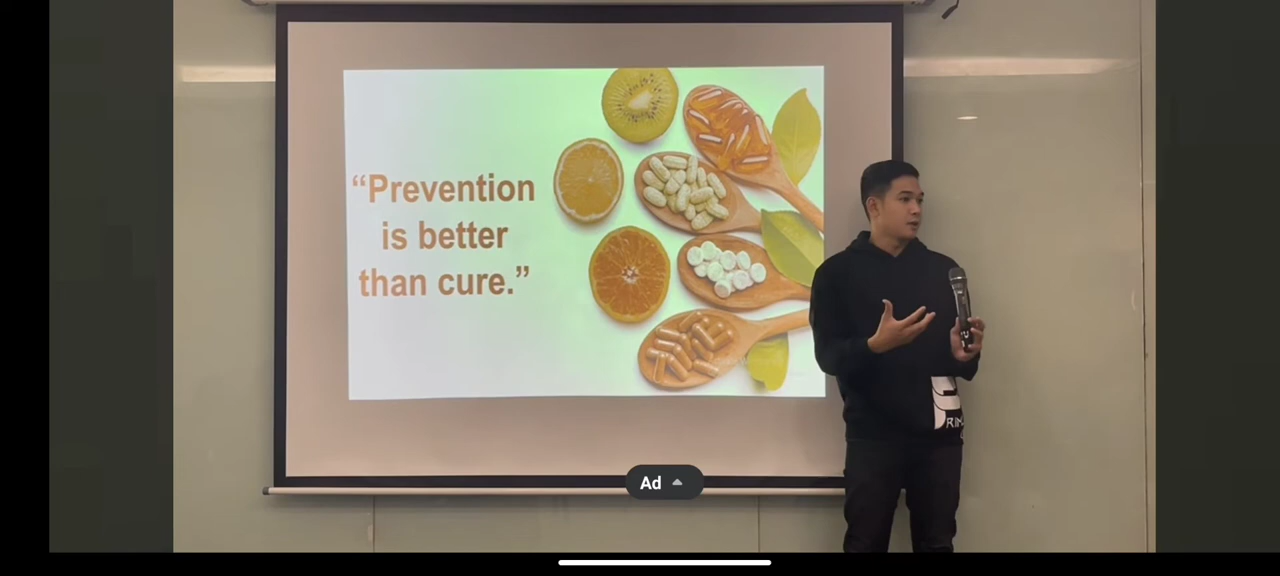 “Prevention
is better
than cure.”
Ad